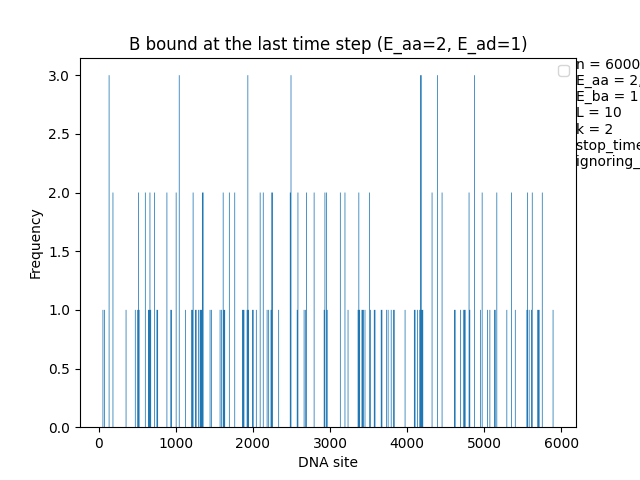 B bound at the last time step (E_aa=2, E_ad=1)
n = 6000
E_aa = 2,
E_ba = 1
L = 10
k = 2
stop_time
ignoring_
Frequency
3.0
2.5
2.0
1.5
1.0
0.5
0.0
0 1000 2000 3000 4000 5000 6000
DNA site